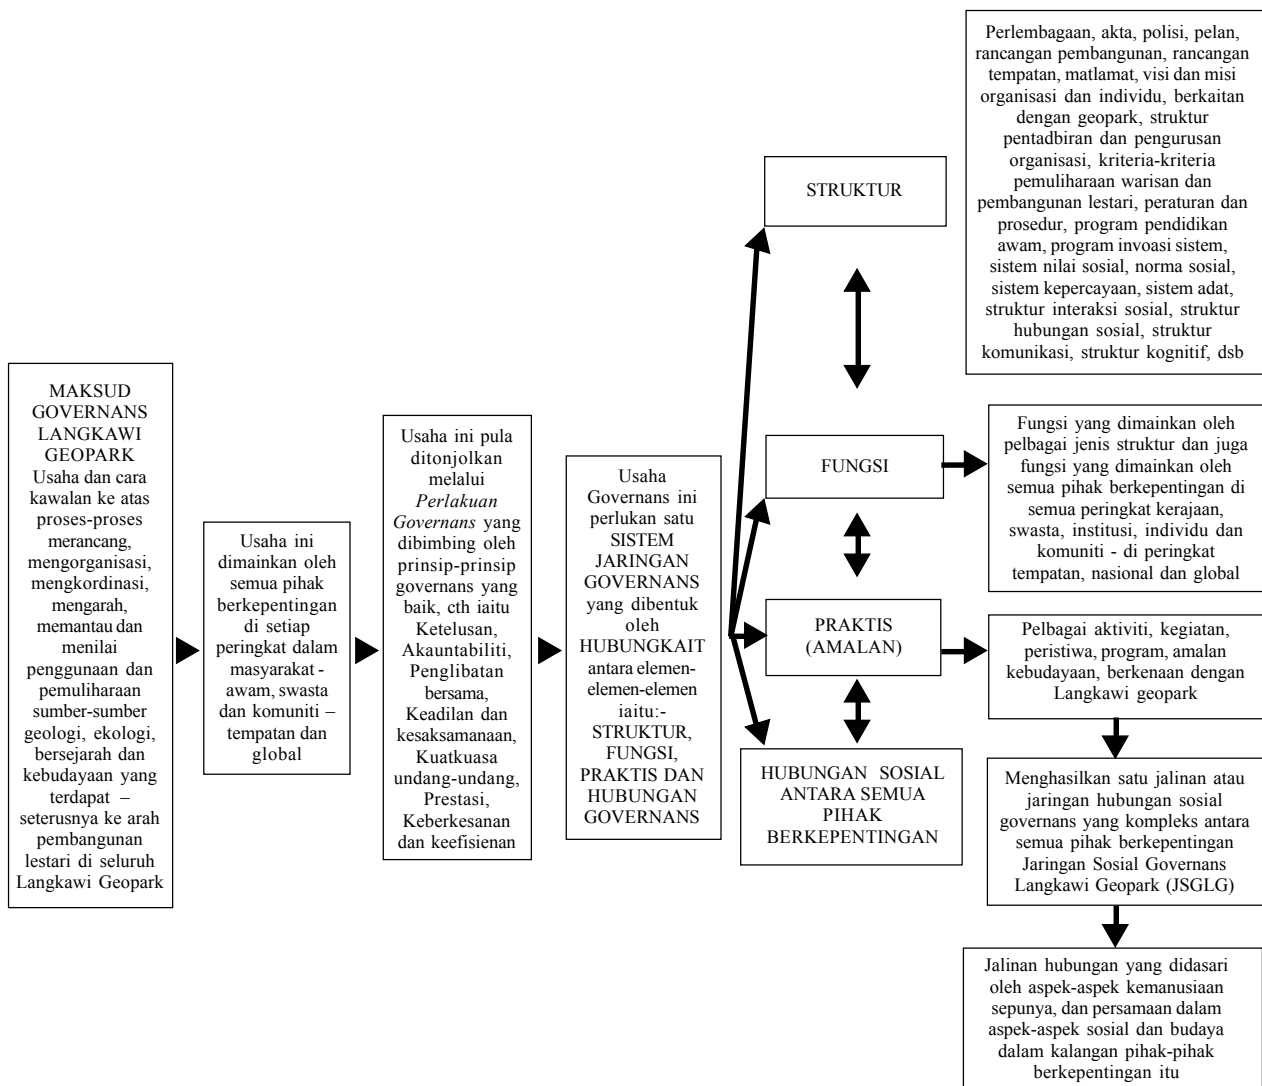 MAKSUD
GOVERNANS
LANGKAWI
GEOPARK
Usaha dan cara
kawalan ke atas
proses-proses
merancang,
mengorganisasi,
mengkordinasi,
mengarah,
memantau dan
menilai
penggunaan dan
pemuliharaan
sumber-sumber
geologi, ekologi,
bersejarah dan
kebudayaan yang
terdapat –
seterusnya ke arah
pembangunan
lestari di seluruh
Langkawi Geopark
Usaha ini
dimainkan oleh
semua pihak
berkepentingan
di setiap
peringkat dalam
masyarakat -
awam, swasta
dan komuniti –
tempatan dan
global
Usaha ini pula
ditonjolkan
melalui
Perlakuan
Governans yang
dibimbing oleh
prinsip-prinsip
governans yang
baik, cth iaitu
Ketelusan,
Akauntabiliti,
Penglibatan
bersama,
Keadilan dan
kesaksamanaan,
Kuatkuasa
undang-undang,
Prestasi,
Keberkesanan
dan keefisienan
Usaha
Governans ini
perlukan satu
SISTEM
JARINGAN
GOVERNANS
yang dibentuk
oleh
HUBUNGKAIT
antara elemen-
elemen-elemen
iaitu:-
STRUKTUR,
FUNGSI,
PRAKTIS DAN
HUBUNGAN
GOVERNANS
STRUKTUR
FUNGSI
PRAKTIS
(AMALAN)
HUBUNGAN SOSIAL
ANTARA SEMUA
PIHAK
BERKEPENTINGAN
Perlembagaan, akta, polisi, pelan,
rancangan pembangunan, rancangan
tempatan, matlamat, visi dan misi
organisasi dan individu, berkaitan
dengan geopark, struktur
pentadbiran dan pengurusan
organisasi, kriteria-kriteria
pemuliharaan warisan dan
pembangunan lestari, peraturan dan
prosedur, program pendidikan
awam, program invoasi sistem,
sistem nilai sosial, norma sosial,
sistem kepercayaan, sistem adat,
struktur interaksi sosial, struktur
hubungan sosial, struktur
komunikasi, struktur kognitif, dsb
Fungsi yang dimainkan oleh
pelbagai jenis struktur dan juga
fungsi yang dimainkan oleh
semua pihak berkepentingan di
semua peringkat kerajaan,
swasta, institusi, individu dan
komuniti - di peringkat
tempatan, nasional dan global
Pelbagai aktiviti, kegiatan,
peristiwa, program, amalan
kebudayaan, berkenaan dengan
Langkawi geopark
Menghasilkan satu jalinan atau
jaringan hubungan sosial
governans yang kompleks antara
semua pihak berkepentingan
Jaringan Sosial Governans
Langkawi Geopark (JSGLG)
Jalinan hubungan yang didasari
oleh aspek-aspek kemanusiaan
sepunya, dan persamaan dalam
aspek-aspek sosial dan budaya
dalam kalangan pihak-pihak
berkepentingan itu